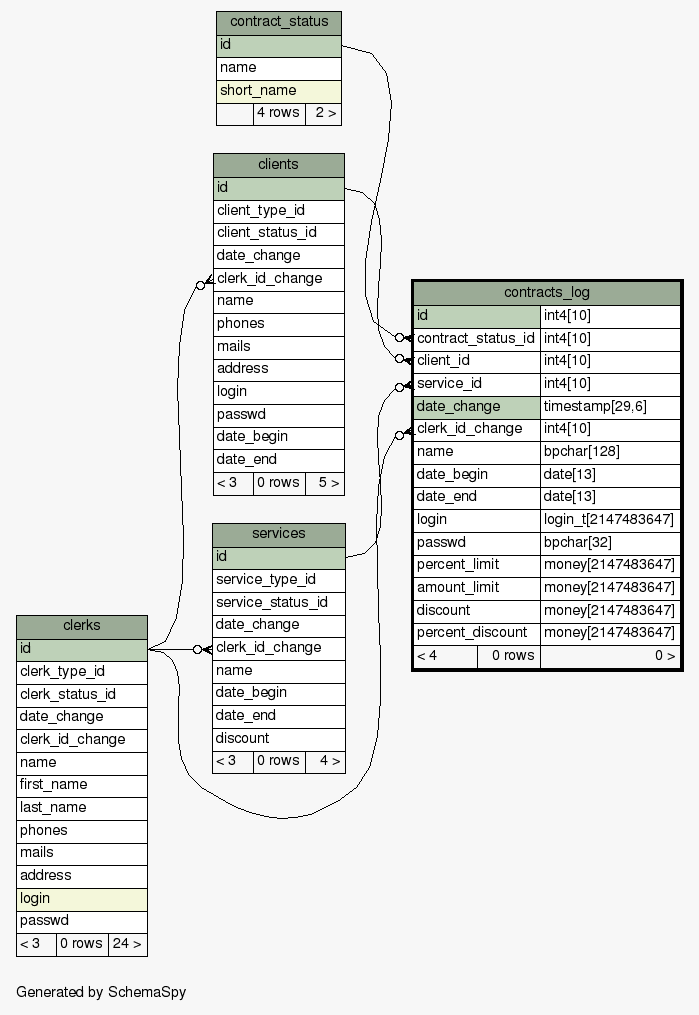 contract_status
id
name
short_name
4 rows 2 >
clients
id
client_type_id
client_status_id
date_change
clerk_id_change
name
phones
mails
address
login
passwd
date_begin
date_end
< 3 0 rows 5 >
contracts_log
id int4[10]
contract_status_id int4[10]
client_id int4[10]
service_id int4[10]
date_change timestamp[29,6]
clerk_id_change int4[10]
name bpchar[128]
date_begin date[13]
date_end date[13]
login login_t[2147483647]
passwd bpchar[32]
percent_limit money[2147483647]
amount_limit money[2147483647]
discount money[2147483647]
percent_discount money[2147483647]
< 4 0 rows 0 >
services
id
service_type_id
service_status_id
date_change
clerk_id_change
name
date_begin
date_end
discount
< 3 0 rows 4 >
clerks
id
clerk_type_id
clerk_status_id
date_change
clerk_id_change
name
first_name
last_name
phones
mails
address
login
passwd
< 3 0 rows 24 >
Generated by SchemaSpy